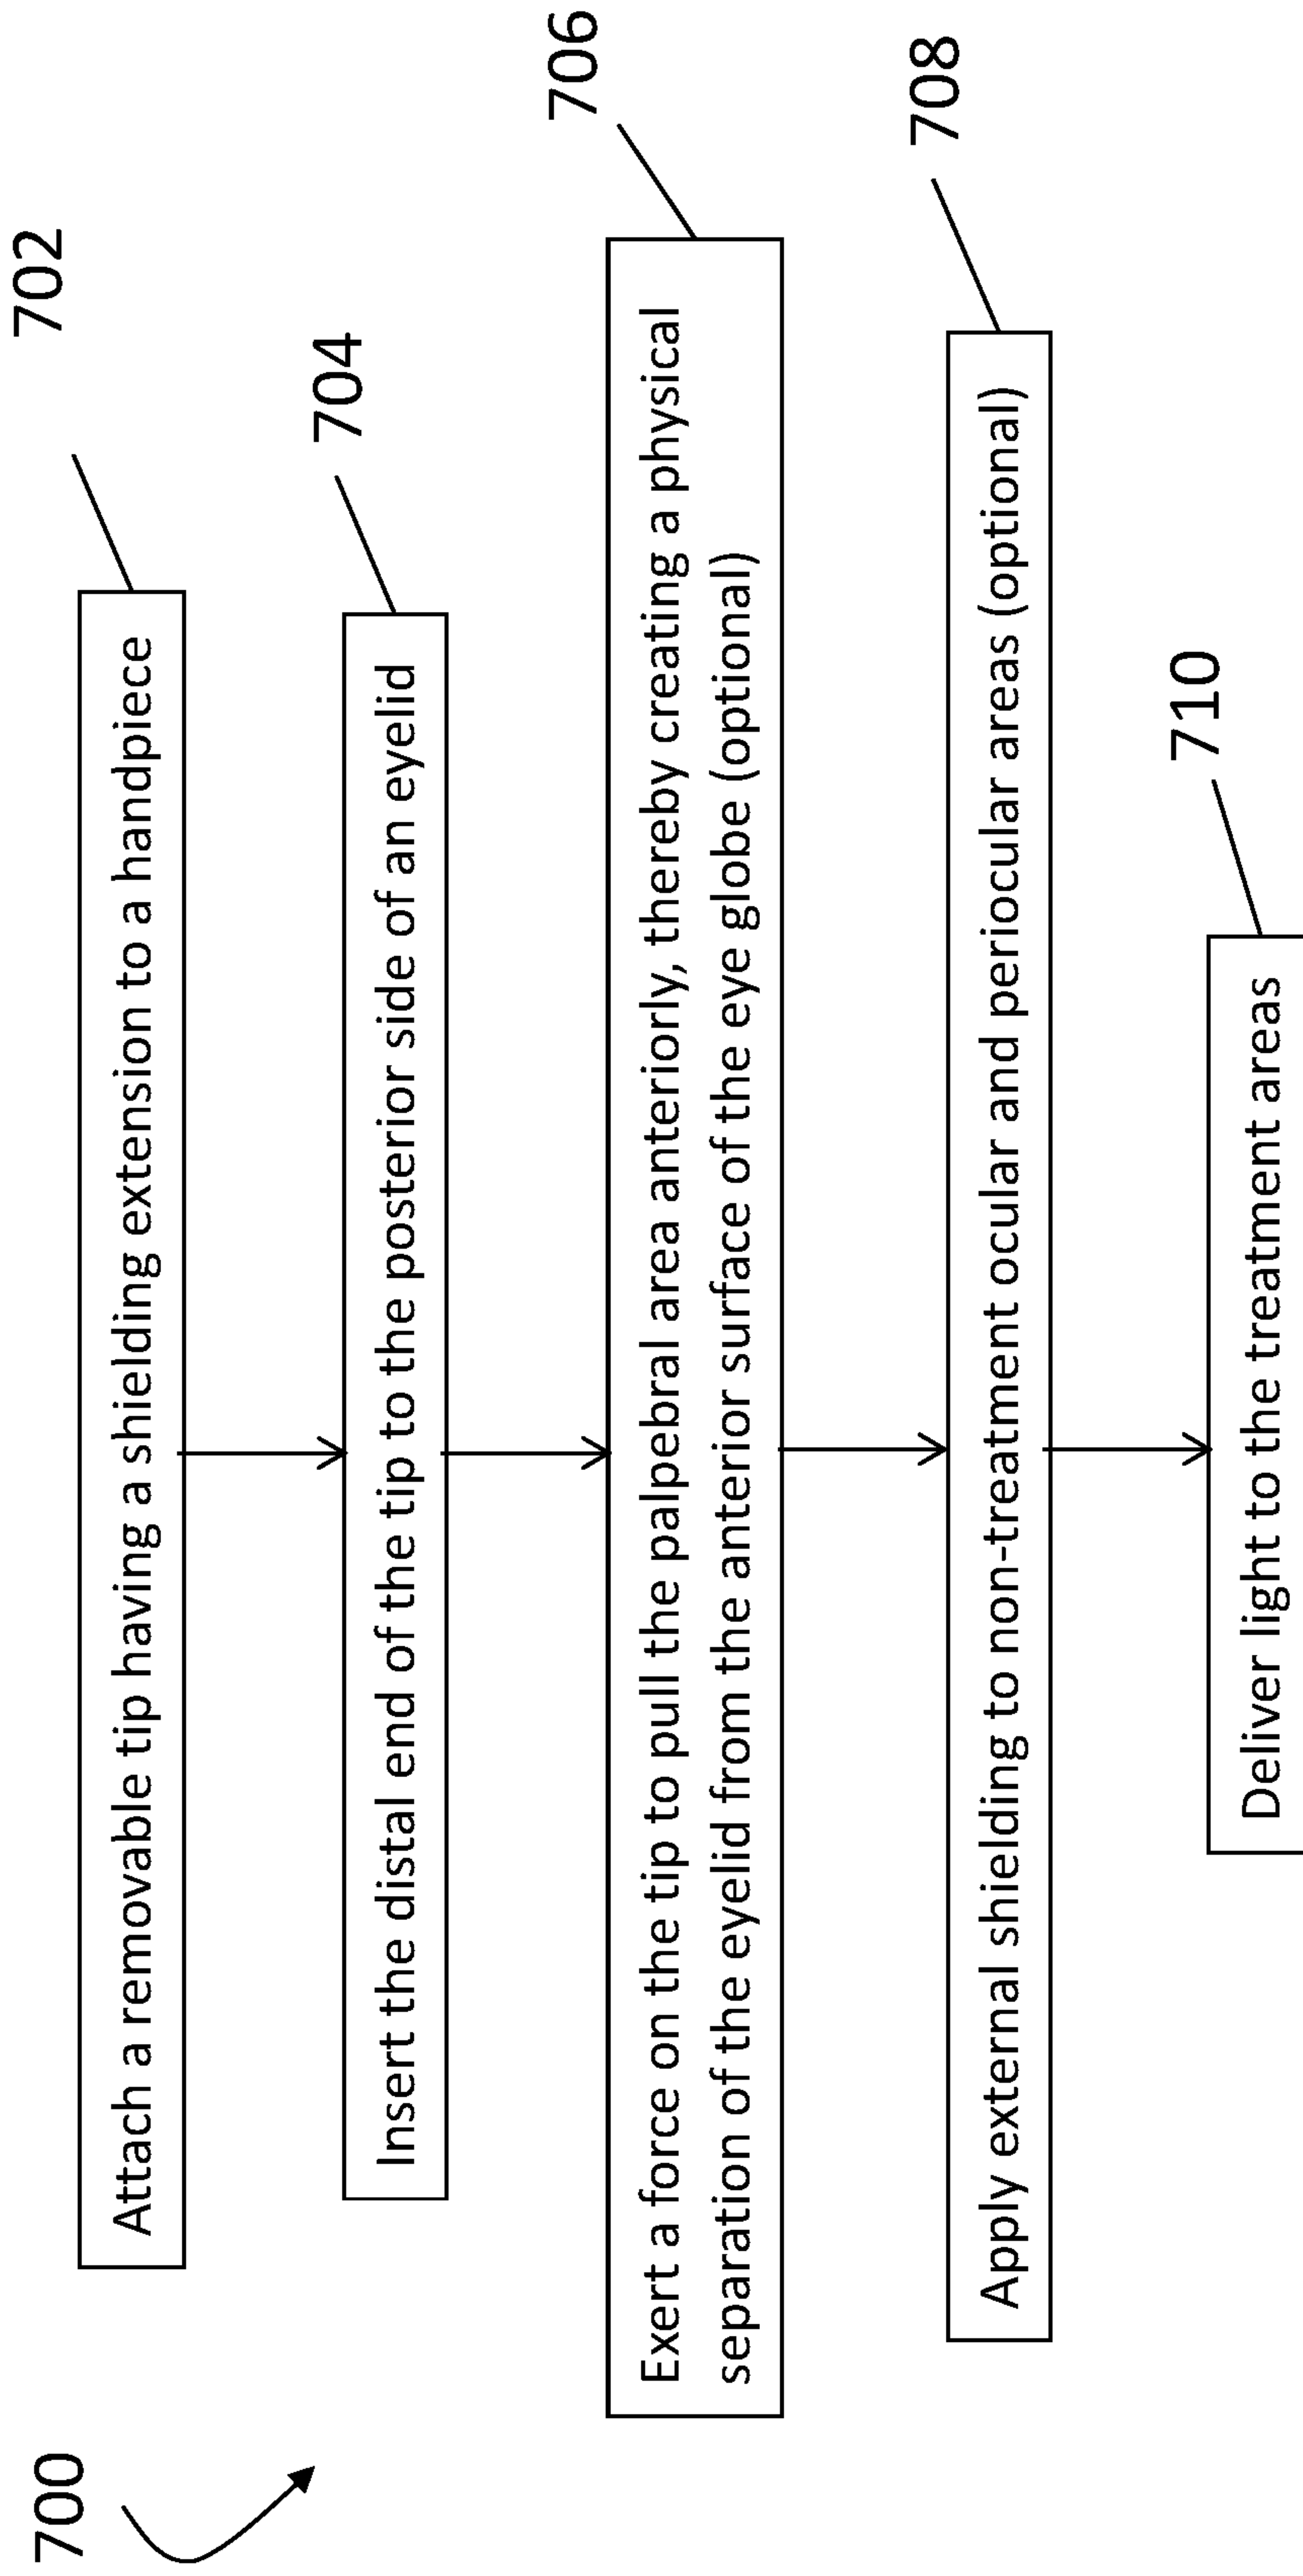 700
702
Attach a removable tip having a shielding extension to a handpiece
704
Insert the distal end of the tip to the posterior side of an eyelid
706
Exert a force on the tip to pull the palpebral area anteriorly, thereby creating a physical
separation of the eyelid from the anterior surface of the eye globe (optional)
708
Apply external shielding to non-treatment ocular and periocular areas (optional)
710
Deliver light to the treatment areas